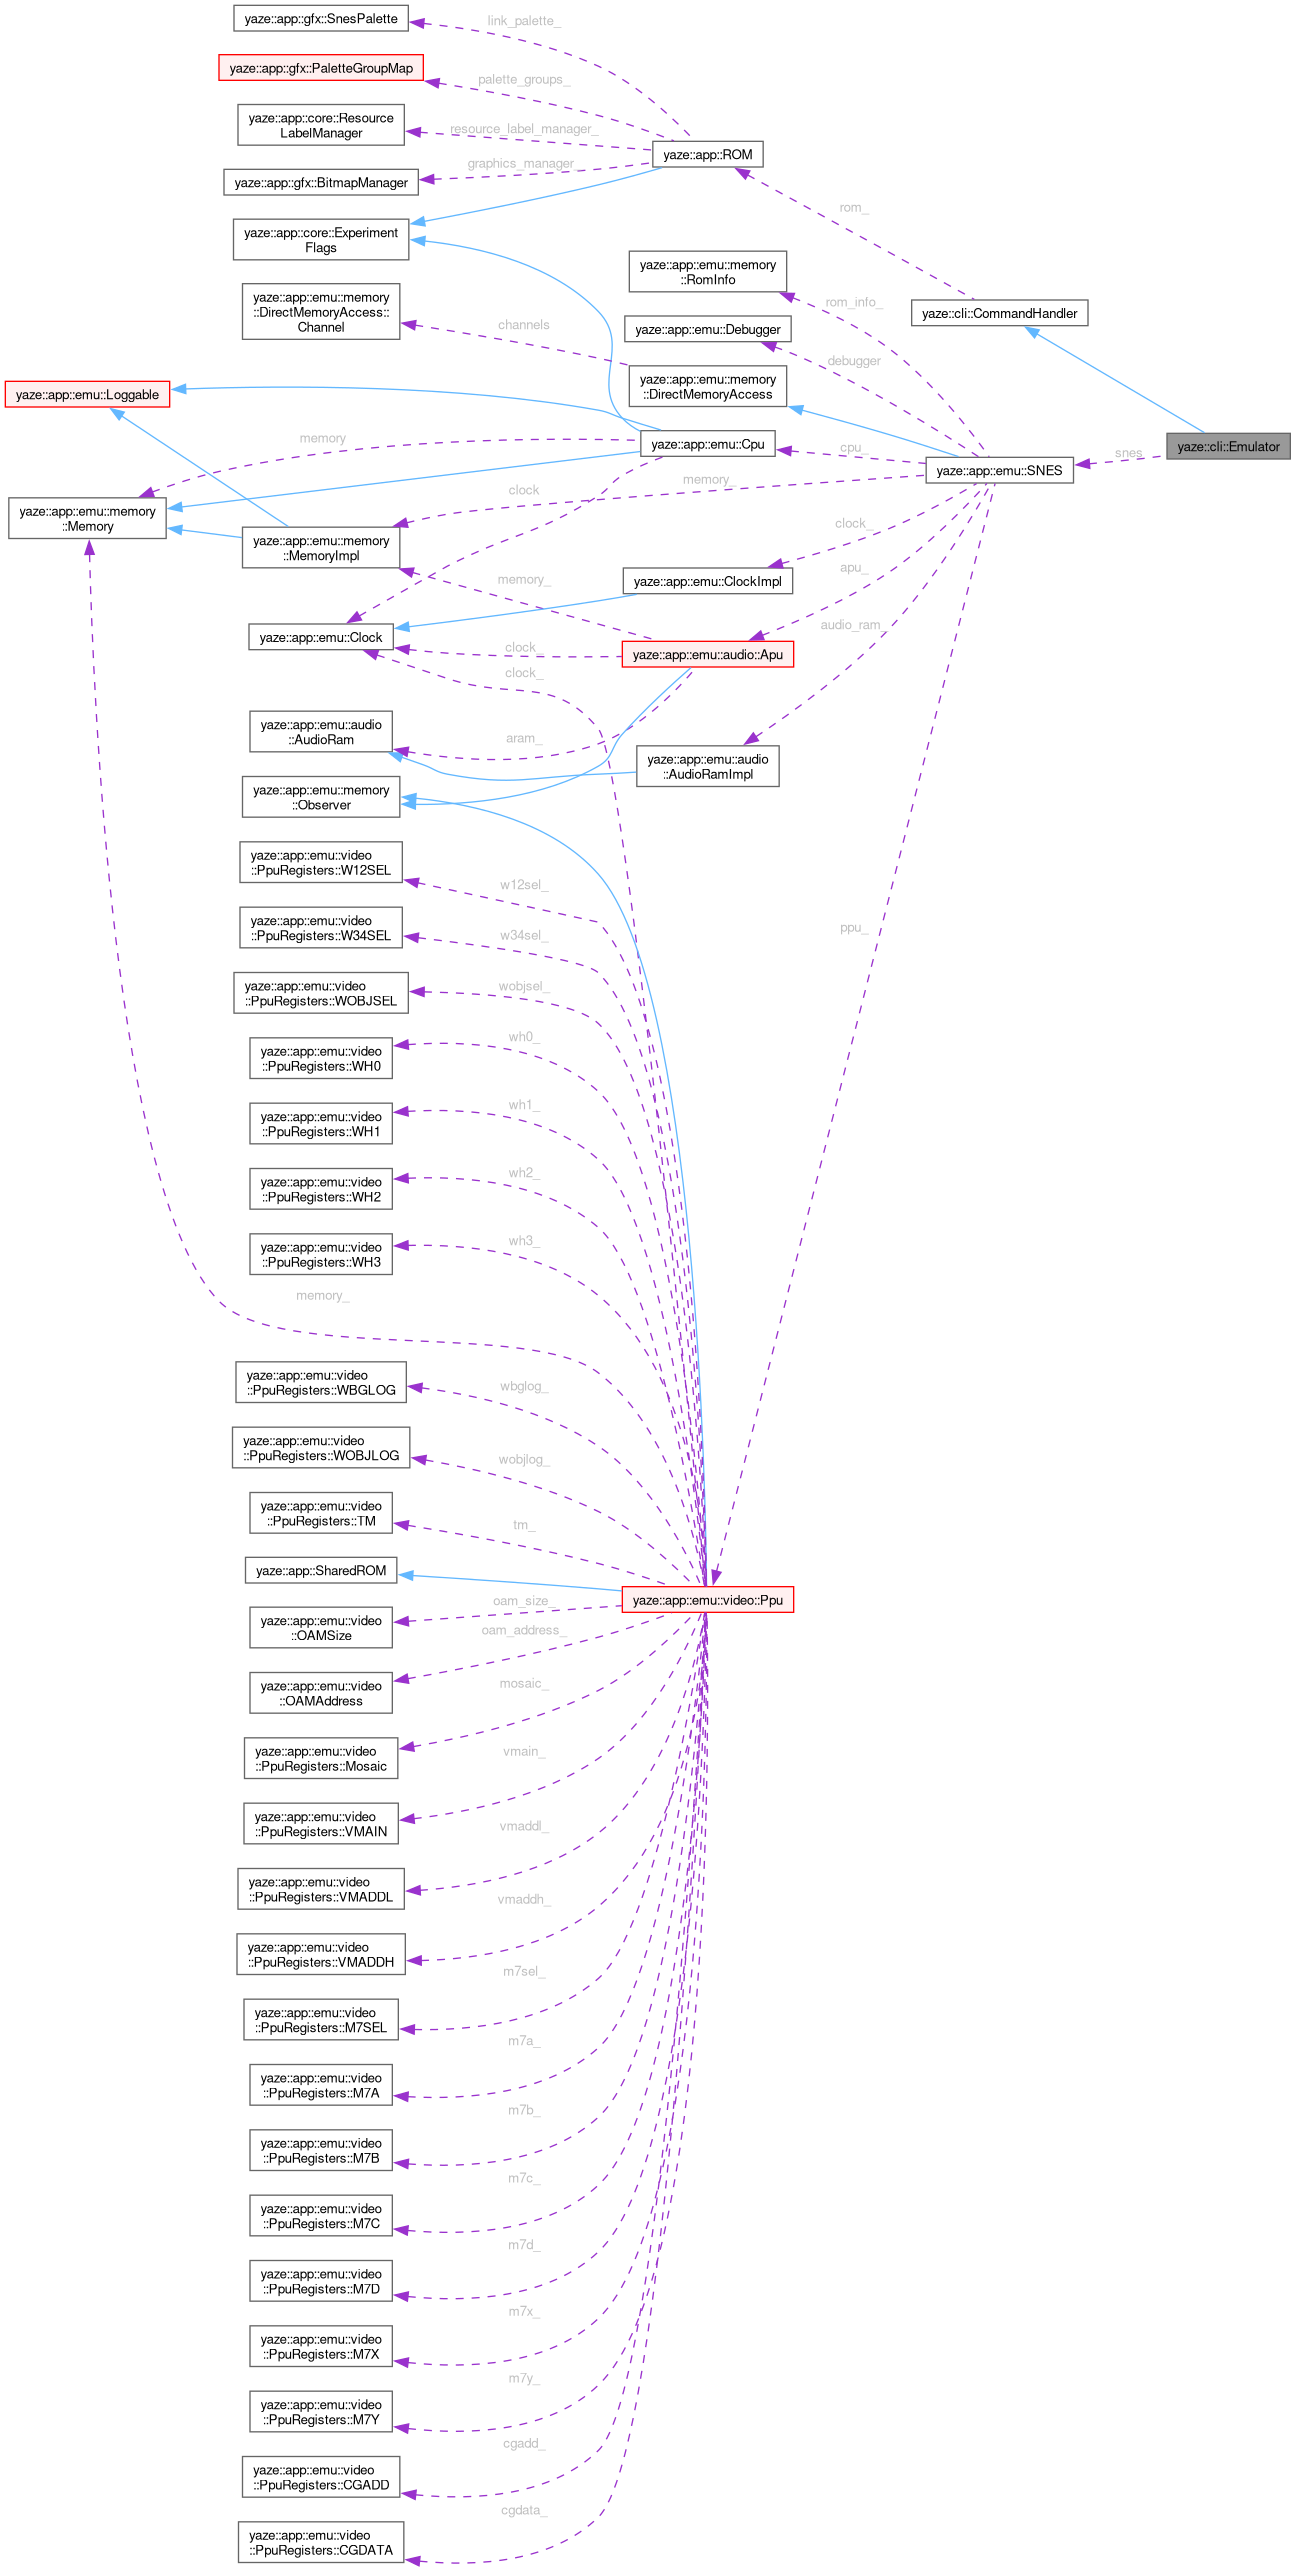 yaze::app::gfx::SnesPalette
link_palette_
yaze::app::gfx::PaletteGroupMap
palette_groups_
yaze::app::core::Resource
LabelManager
resource_label_manager_
yaze::app::ROM
graphics_manager_
yaze::app::gfx::BitmapManager
rom_
yaze::app::core::Experiment
Flags
yaze::app::emu::memory
::RomInfo
yaze::app::emu::memory
::DirectMemoryAccess::
Channel
rom_info_
yaze::cli::CommandHandler
channels
yaze::app::emu::Debugger
debugger
yaze::app::emu::memory
::DirectMemoryAccess
yaze::app::emu::Loggable
memory
yaze::app::emu::Cpu
cpu_
yaze::app::emu::SNES
snes
yaze::cli::Emulator
clock
memory_
yaze::app::emu::memory
::Memory
yaze::app::emu::memory
::MemoryImpl
clock_
memory_
yaze::app::emu::ClockImpl
apu_
audio_ram_
yaze::app::emu::Clock
clock_
yaze::app::emu::audio::Apu
clock_
yaze::app::emu::audio
::AudioRam
aram_
yaze::app::emu::audio
::AudioRamImpl
yaze::app::emu::memory
::Observer
yaze::app::emu::video
::PpuRegisters::W12SEL
w12sel_
yaze::app::emu::video
::PpuRegisters::W34SEL
w34sel_
ppu_
yaze::app::emu::video
::PpuRegisters::WOBJSEL
wobjsel_
yaze::app::emu::video
::PpuRegisters::WH0
wh0_
yaze::app::emu::video
::PpuRegisters::WH1
wh1_
yaze::app::emu::video
::PpuRegisters::WH2
wh2_
yaze::app::emu::video
::PpuRegisters::WH3
wh3_
memory_
yaze::app::emu::video
::PpuRegisters::WBGLOG
wbglog_
yaze::app::emu::video
::PpuRegisters::WOBJLOG
wobjlog_
yaze::app::emu::video
::PpuRegisters::TM
tm_
yaze::app::SharedROM
yaze::app::emu::video::Ppu
oam_size_
yaze::app::emu::video
::OAMSize
oam_address_
yaze::app::emu::video
::OAMAddress
mosaic_
yaze::app::emu::video
::PpuRegisters::Mosaic
vmain_
yaze::app::emu::video
::PpuRegisters::VMAIN
vmaddl_
yaze::app::emu::video
::PpuRegisters::VMADDL
vmaddh_
yaze::app::emu::video
::PpuRegisters::VMADDH
m7sel_
yaze::app::emu::video
::PpuRegisters::M7SEL
m7a_
yaze::app::emu::video
::PpuRegisters::M7A
m7b_
yaze::app::emu::video
::PpuRegisters::M7B
m7c_
yaze::app::emu::video
::PpuRegisters::M7C
m7d_
yaze::app::emu::video
::PpuRegisters::M7D
m7x_
yaze::app::emu::video
::PpuRegisters::M7X
m7y_
yaze::app::emu::video
::PpuRegisters::M7Y
cgadd_
yaze::app::emu::video
::PpuRegisters::CGADD
cgdata_
yaze::app::emu::video
::PpuRegisters::CGDATA